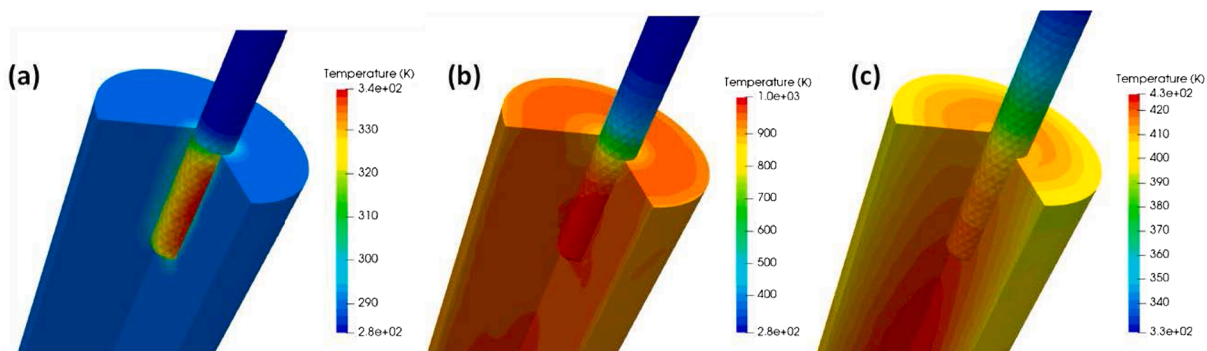 (a)
Temperature (K)
3.4e+02
330
320
310
300
290
2.8e+02
(b)
Temperature (K)
1.0e+03
900
800
700
600
500
400
2.8e+02
(c)
Temperature (K)
4.3e+02
420
410
400
390
380
370
360
350
340
3.3e+02